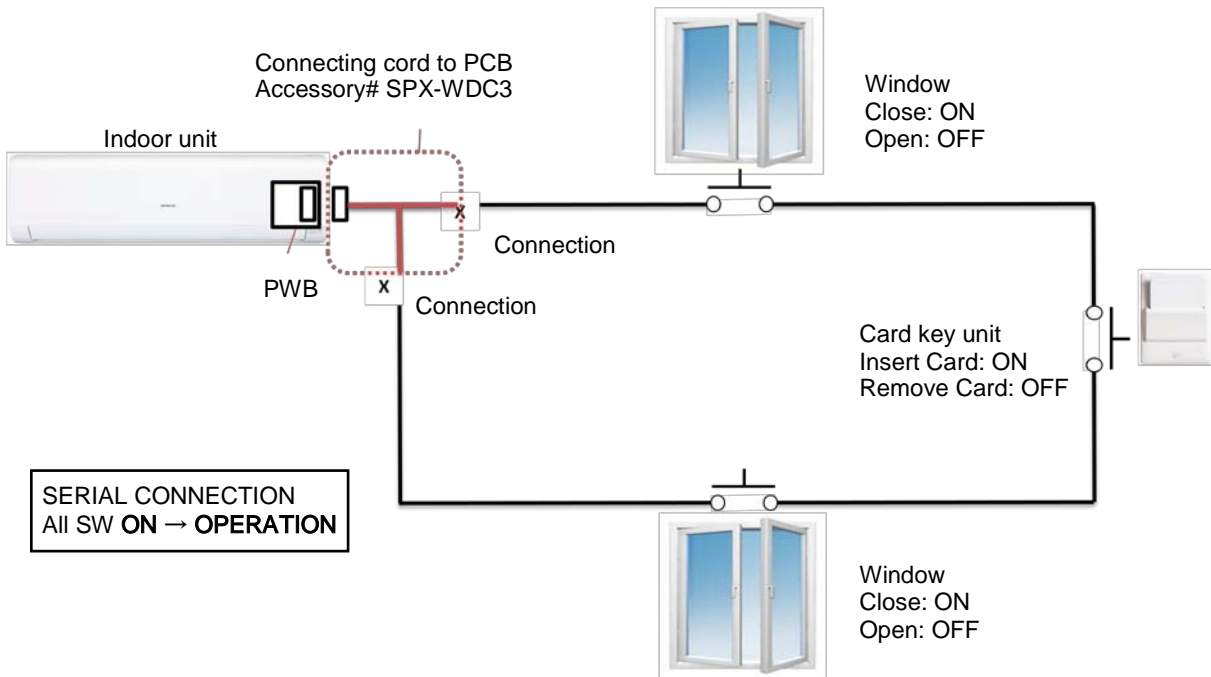 Connecting cord to PCB
Accessory# SPX-WDC3
Window
Close: ON
Open: OFF
Indoor unit
X
Connection
PWB
X
Connection
Card key unit
Insert Card: ON
Remove Card: OFF
SERIAL CONNECTION
All SW ON → OPERATION
Window
Close: ON
Open: OFF